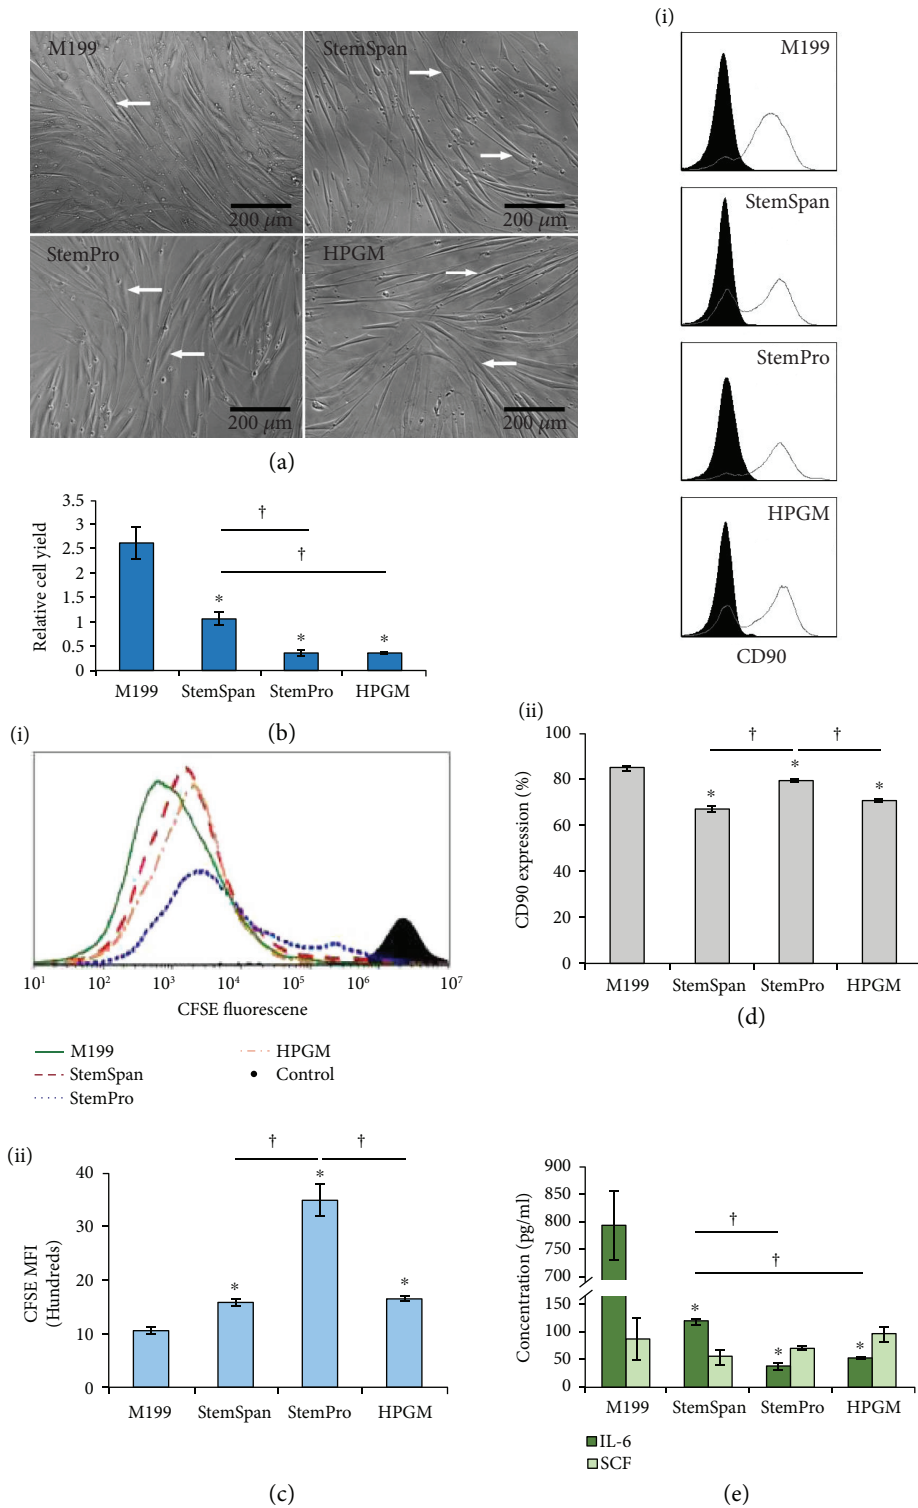 M199
StemSpan
200 μm
200 μm
StemPro
HPGM
200 μm
200 μm
(a)
3.5
3
2.5
2
1.5
1
0.5
0
Relative cell yield
†
†
*
*
*
M199 StemSpan StemPro HPGM
(b)
(i)
10¹ 10² 10³ 10⁴ 10⁵ 10⁶ 10⁷
CFSE fluorescene
M199
StemSpan
StemPro
HPGM
Control
(ii)
40
30
20
10
0
CFSE MFI
(Hundreds)
† †
*
*
*
M199 StemSpan StemPro HPGM
(c)
(i)
M199
StemSpan
StemPro
HPGM
CD90
(ii)
100
80
60
40
20
0
CD90 expression (%)
† †
*
*
*
M199 StemSpan StemPro HPGM
(d)
900
850
800
750
700
150
100
50
0
Concentration (pg/ml)
†
†
*
*
*
M199 StemSpan StemPro HPGM
IL-6
SCF
(e)